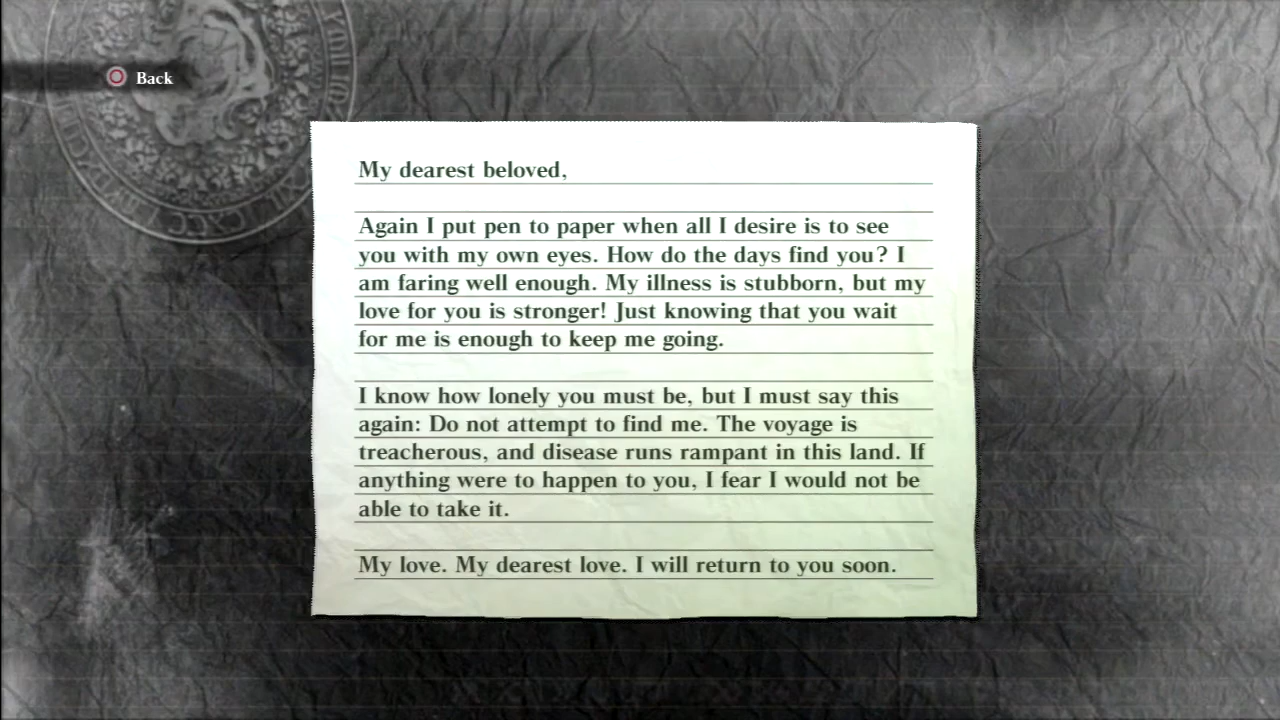 Back
My dearest beloved,
Again I put pen to paper when all I desire is to see
you with my own eyes. How do the days find you? I
am faring well enough. My illness is stubborn, but my
love for you is stronger! Just knowing that you wait
for me is enough to keep me going.
I know how lonely you must be, but I must say this
again: Do not attempt to find me. The voyage is
treacherous, and disease runs rampant in this land. If
anything were to happen to you, I fear I would not be
able to take it.
My love. My dearest love. I will return to you soon.